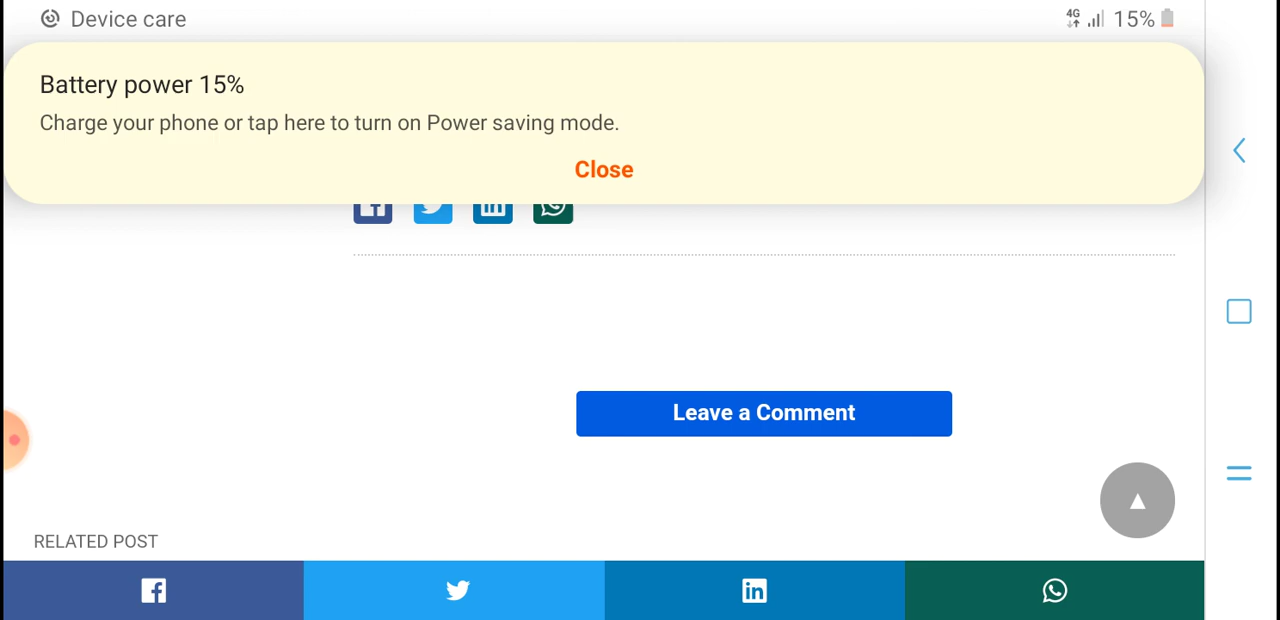 Device care
4G 15%
Battery power 15%
Charge your phone or tap here to turn on Power saving mode.
Close
Leave a Comment
RELATED POST